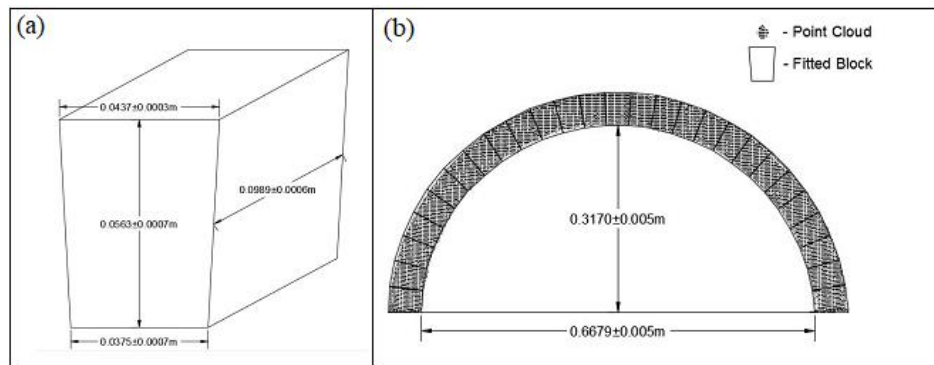 (a)
0.0437±0.0003m
0.0989±0.0006m
0.0563±0.0007m
0.0375±0.0007m
(b)
- Point Cloud
- Fitted Block
0.3170±0.005m
0.6679±0.005m